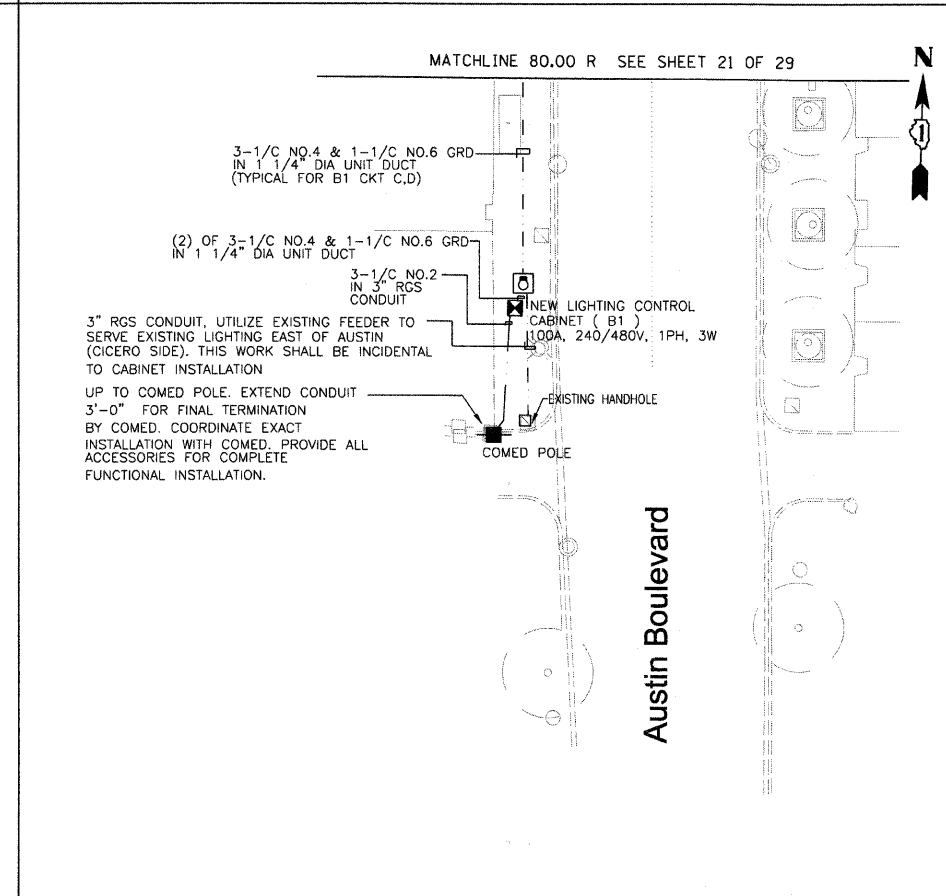 MATCHLINE 80.00 R SEE SHEET 21 OF 29
N
1
3-1/C NO.4 & 1-1/C NO.6 GRD
IN 1 1/4" DIA UNIT DUCT
(TYPICAL FOR B1 CKT C,D)
(2) OF 3-1/C NO.4 & 1-1/C NO.6 GRD
IN 1 1/4" DIA UNIT DUCT
3-1/C NO.2
IN 3" RGS
CONDUIT
NEW LIGHTING CONTROL
CABINET ( B1 )
100A, 240/480V, 1PH, 3W
3" RGS CONDUIT, UTILIZE EXISTING FEEDER TO
SERVE EXISTING LIGHTING EAST OF AUSTIN
(CICERO SIDE). THIS WORK SHALL BE INCIDENTAL
TO CABINET INSTALLATION
UP TO COMED POLE. EXTEND CONDUIT
3'-0" FOR FINAL TERMINATION
BY COMED. COORDINATE EXACT
INSTALLATION WITH COMED. PROVIDE ALL
ACCESSORIES FOR COMPLETE
FUNCTIONAL INSTALLATION.
EXISTING HANDHOLE
COMED POLE
Austin Boulevard